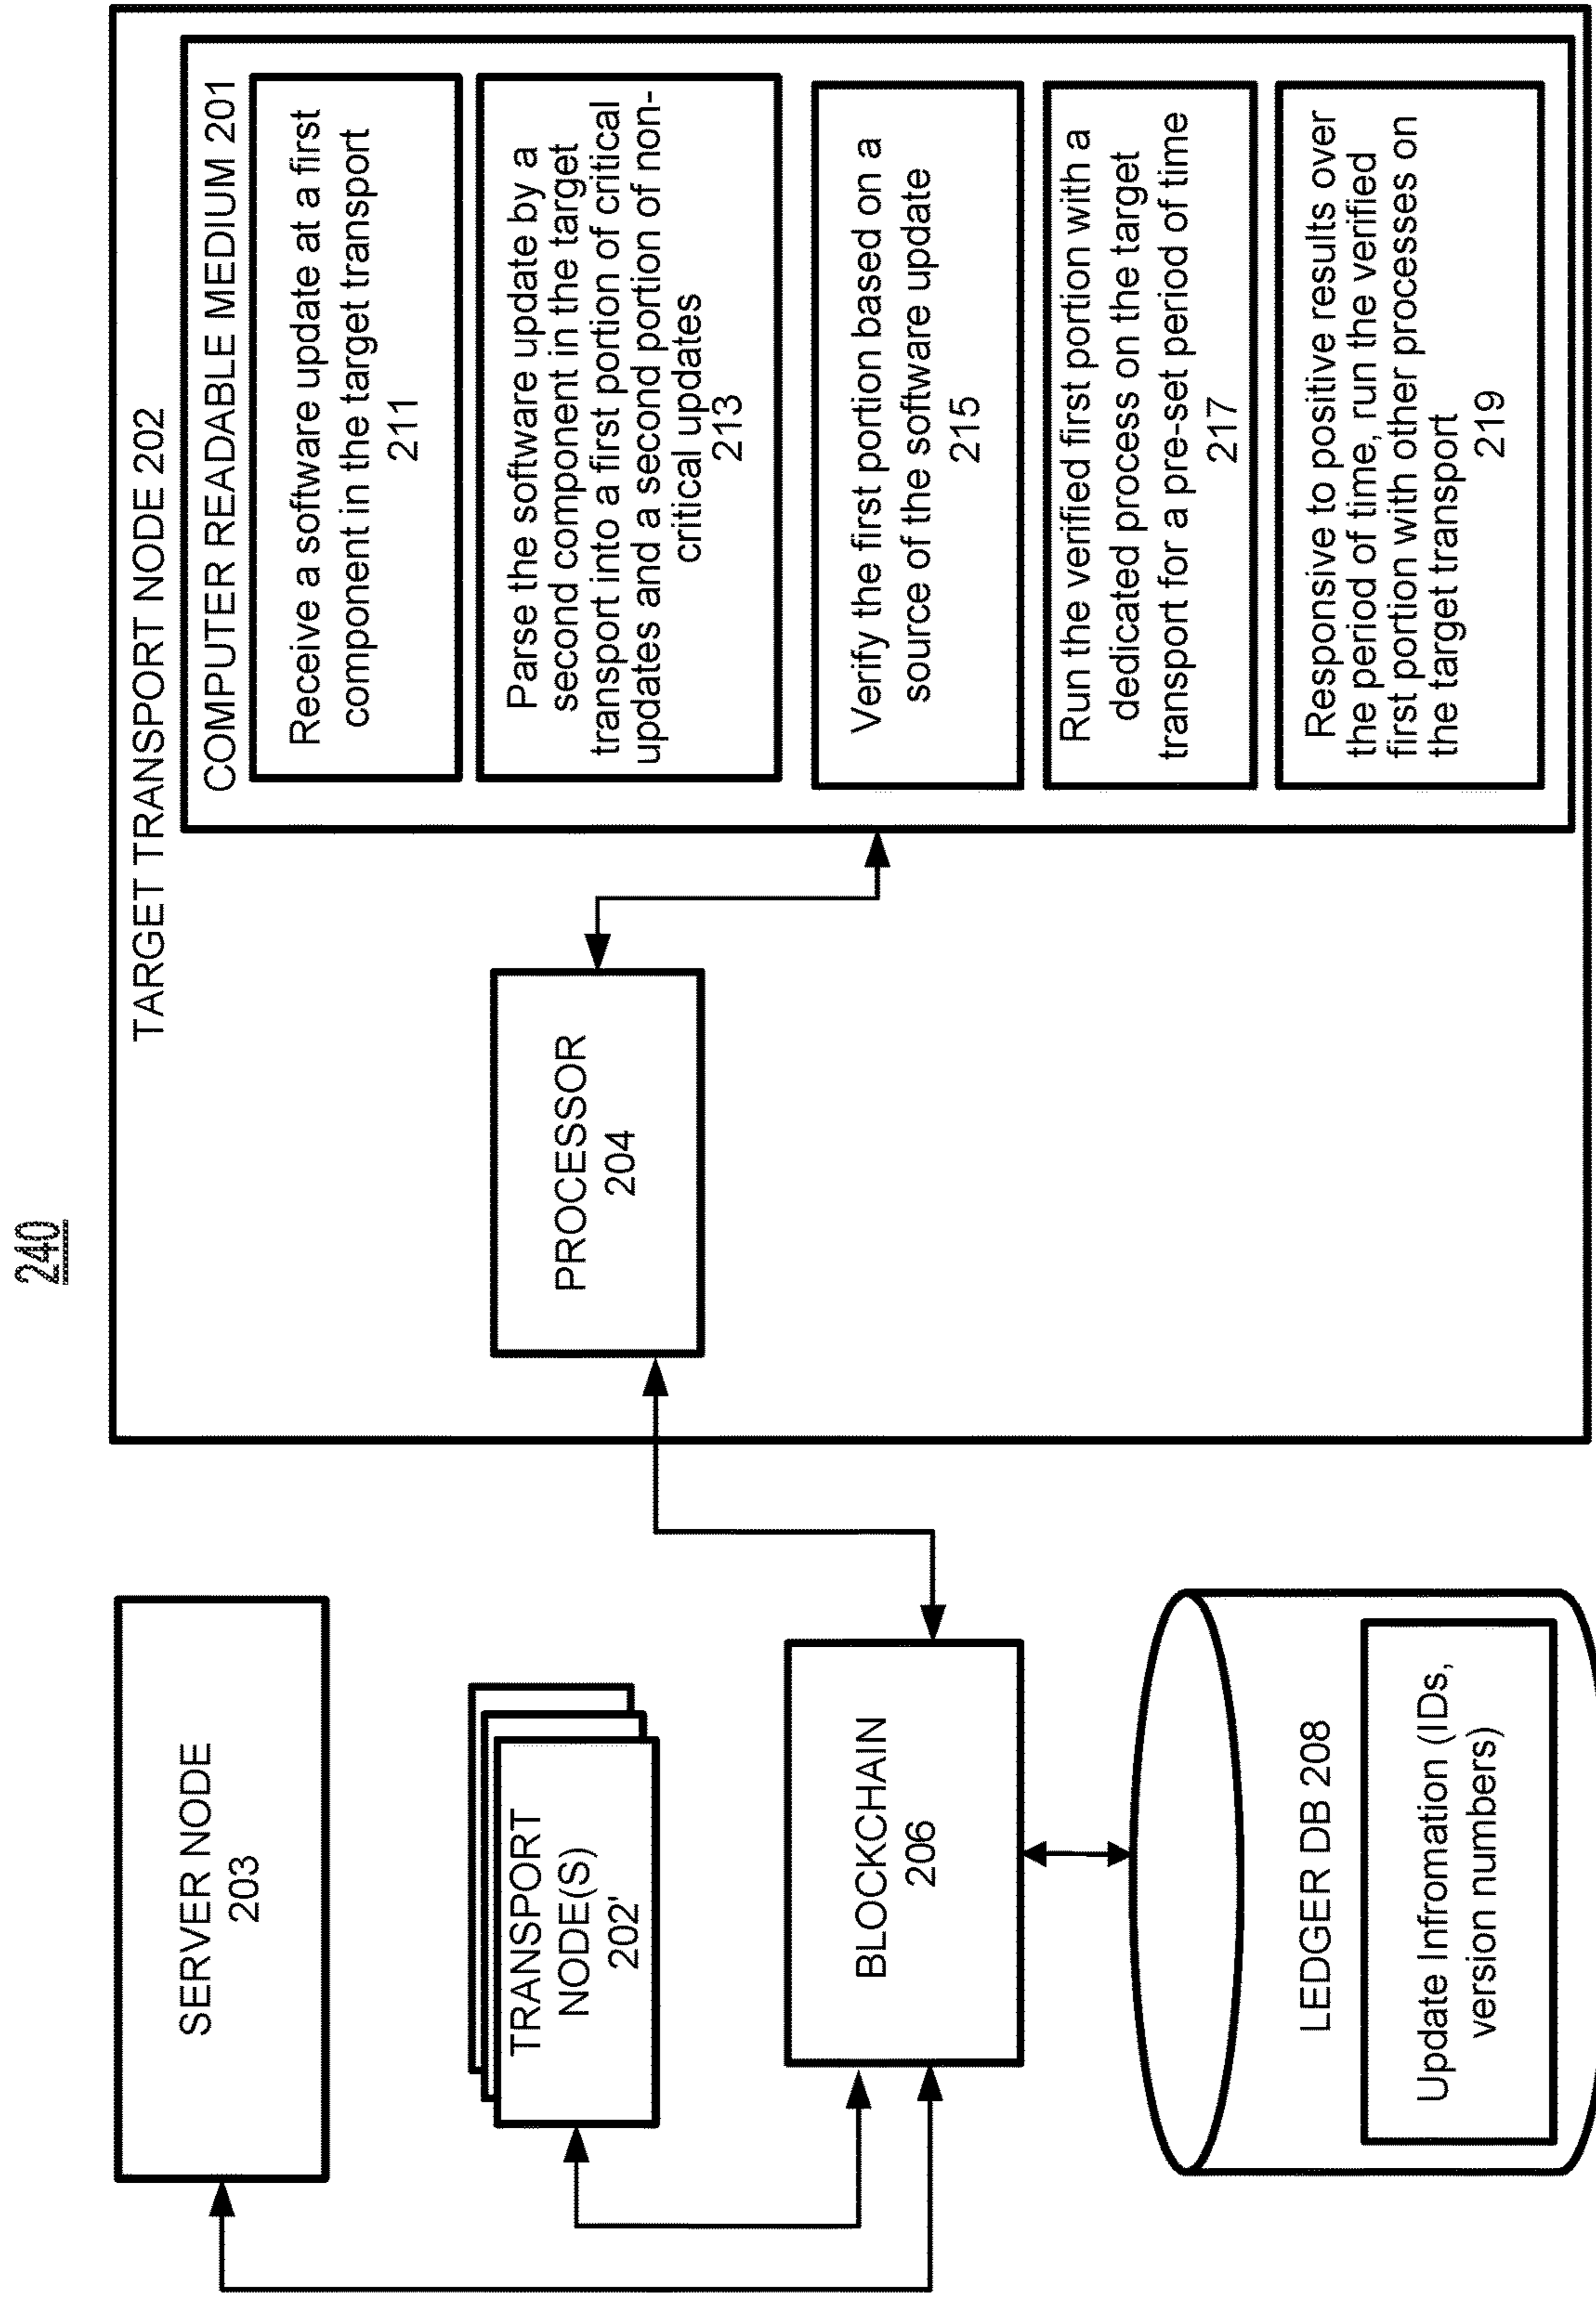 240
SERVER NODE
203
TRANSPORT
NODE(S)
202'
BLOCKCHAIN
206
LEDGER DB 208
Update Infromation (IDs,
version numbers)
TARGET TRANSPORT NODE 202
PROCESSOR
204
COMPUTER READABLE MEDIUM 201
Receive a software update at a first
component in the target transport
211
Parse the software update by a
second component in the target
transport into a first portion of critical
updates and a second portion of non-
critical updates
213
Verify the first portion based on a
source of the software update
215
Run the verified first portion with a
dedicated process on the target
transport for a pre-set period of time
217
Responsive to positive results over
the period of time, run the verified
first portion with other processes on
the target transport
219